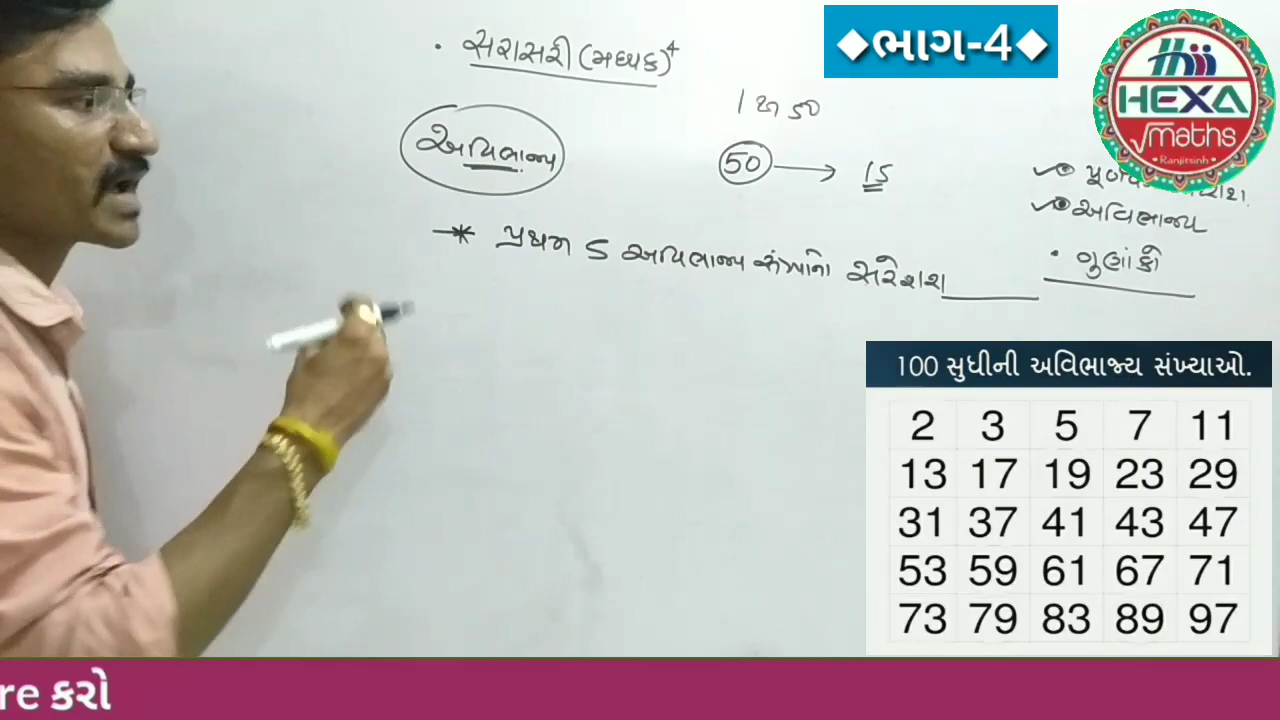 ◆ભાગ-4◆
HEXA
maths
Ranjitsinh
• સરાસરી (મધ્યક) 4
1 થી 50
અવિભાજ્ય
50 → 15
અવિભાજ્ય
• ગુણાંકો
* પ્રથમ 5 અવિભાજ્ય સંખ્યાનો સરેરાશ
100 સુધીની અવિભાજ્ય સંખ્યાઓ.
2 3 5 7 11
13 17 19 23 29
31 37 41 43 47
53 59 61 67 71
73 79 83 89 97
re કરો